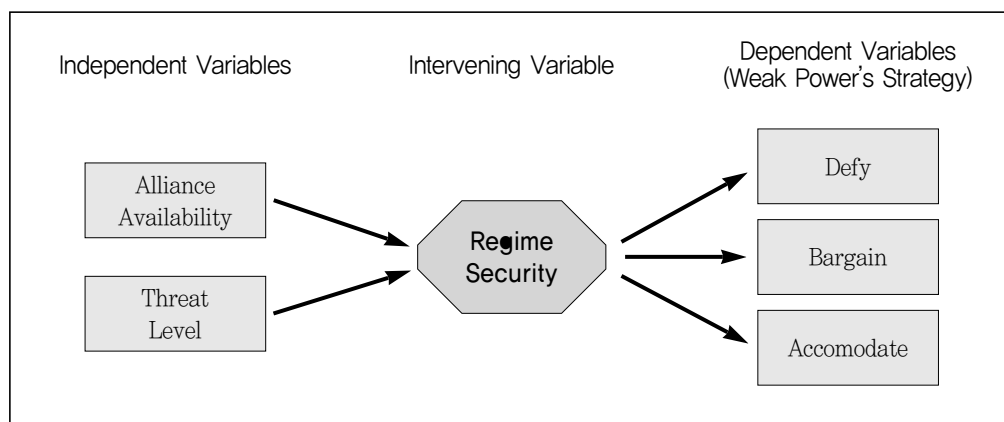 Independent Variables
Intervening Variable
Dependent Variables
(Weak Power's Strategy)
Alliance
Availability
Threat
Level
Regime
Security
Defy
Bargain
Accomodate